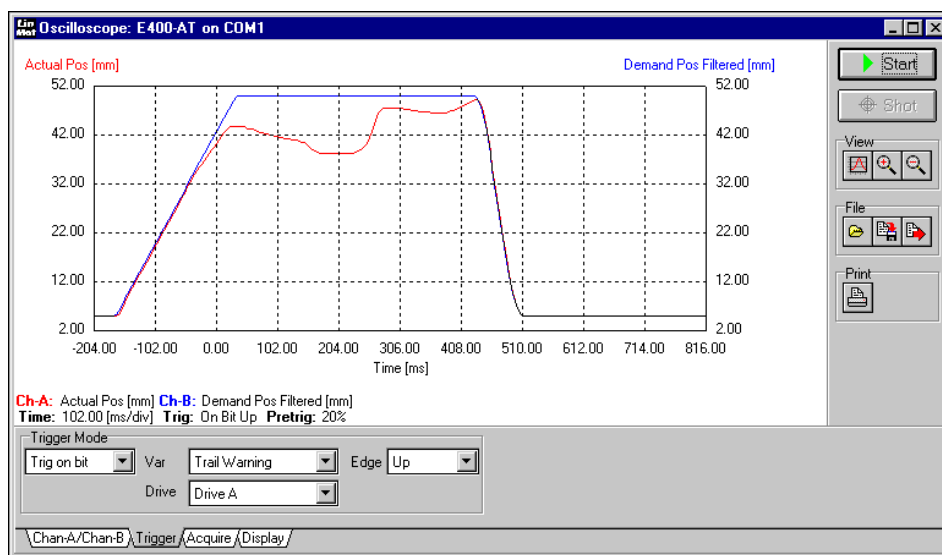 Lin Mot Oscilloscope: E400-AT on COM1
Actual Pos [mm] Demand Pos Filtered [mm]
52.00 52.00
42.00 42.00
32.00 32.00
22.00 22.00
12.00 12.00
2.00 2.00
-204.00 -102.00 0.00 102.00 204.00 306.00 408.00 510.00 612.00 714.00 816.00
Time [ms]
Ch-A: Actual Pos [mm] Ch-B: Demand Pos Filtered [mm]
Time: 102.00 [ms/div] Trig: On Bit Up Pretrig: 20%
Start
Shot
View
File
Print
Trigger Mode
Trig on bit Var Trail Warning Edge Up
Drive Drive A
Chan-A/Chan-B Trigger Acquire Display